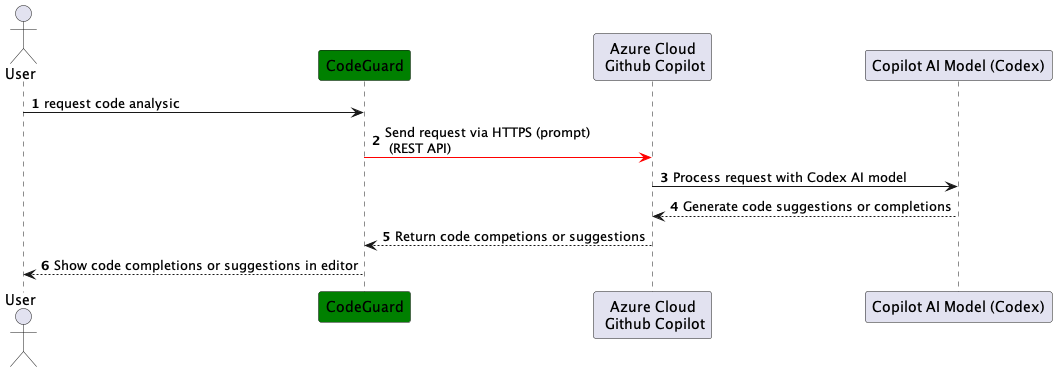 User
CodeGuard
Azure Cloud
Github Copilot
Copilot AI Model (Codex)
1 request code analysic
2 Send request via HTTPS (prompt)
(REST API)
3 Process request with Codex AI model
4 Generate code suggestions or completions
5 Return code competions or suggestions
6 Show code completions or suggestions in editor
User
CodeGuard
Azure Cloud
Github Copilot
Copilot AI Model (Codex)